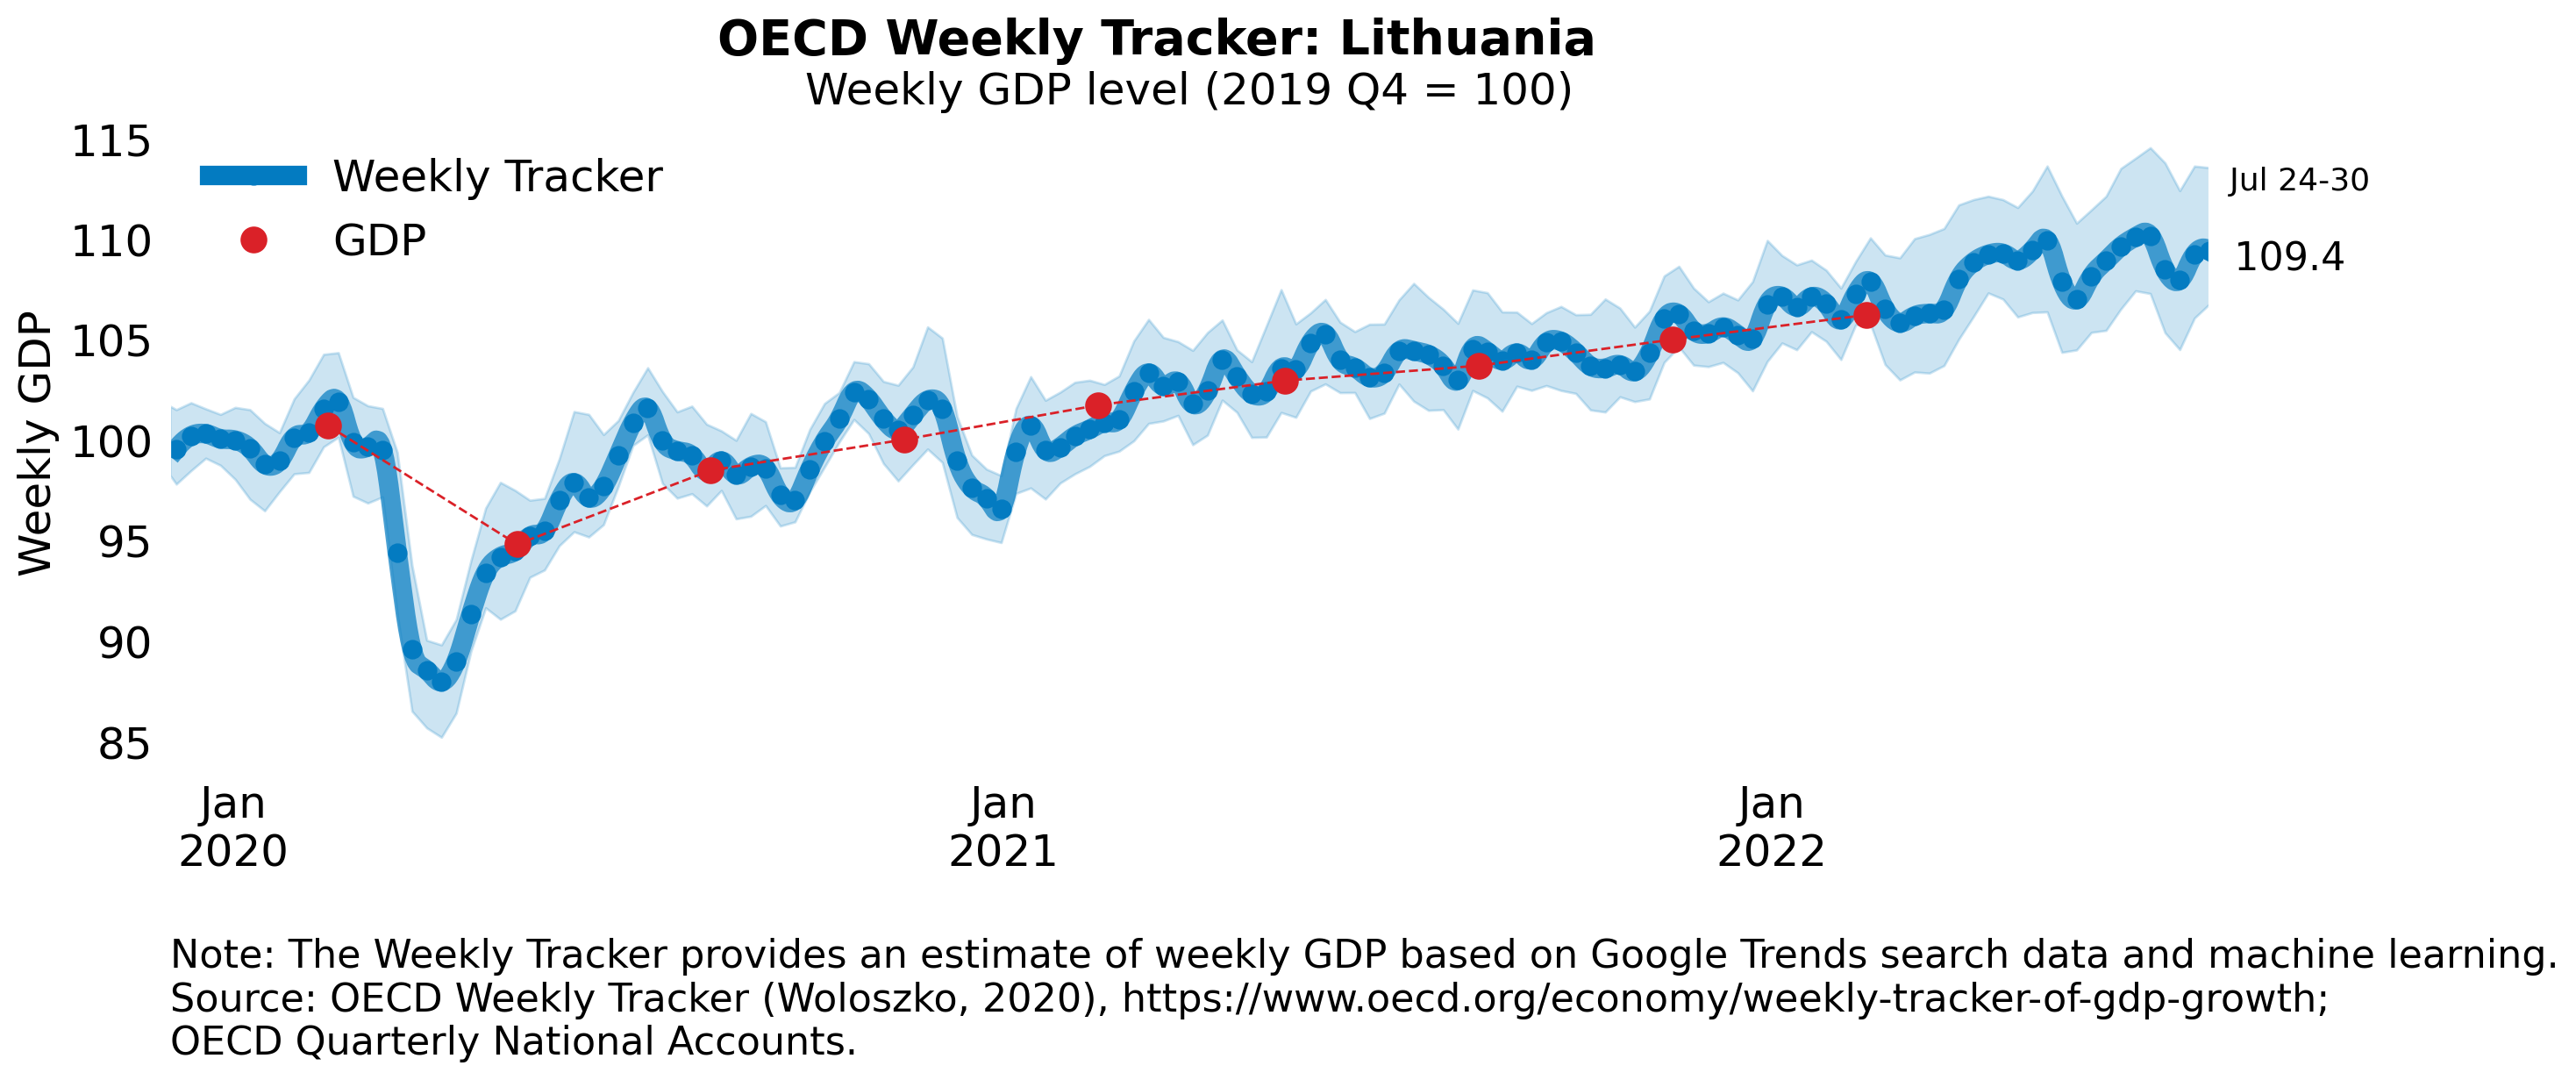 OECD Weekly Tracker: Lithuania
Weekly GDP level (2019 Q4 = 100)
Weekly Tracker
GDP
Jul 24-30
109.4
Weekly GDP
115
110
105
100
95
90
85
Jan
2020
Jan
2021
Jan
2022
Note: The Weekly Tracker provides an estimate of weekly GDP based on Google Trends search data and machine learning.
Source: OECD Weekly Tracker (Woloszko, 2020), https://www.oecd.org/economy/weekly-tracker-of-gdp-growth;
OECD Quarterly National Accounts.